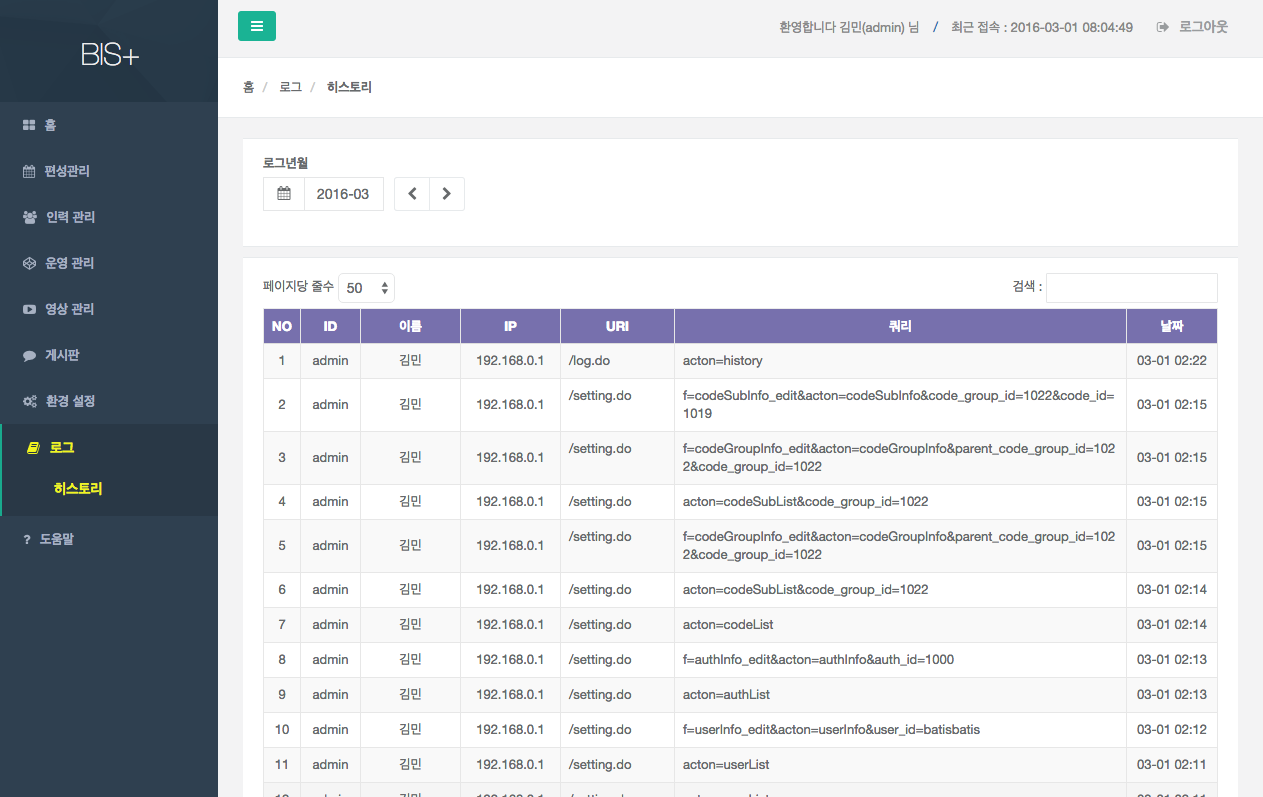 BIS+
환영합니다 김민(admin) 님 / 최근 접속 : 2016-03-01 08:04:49 로그아웃
홈 / 로그 / 히스토리
홈
편성관리
인력 관리
운영 관리
영상 관리
게시판
환경 설정
로그
히스토리
? 도움말
로그년월
2016-03
페이지당 줄수 50 검색 :
NO ID 이름 IP URI 쿼리 날짜
1 admin 김민 192.168.0.1 /log.do acton=history 03-01 02:22
2 admin 김민 192.168.0.1 /setting.do f=codeSubInfo_edit&acton=codeSubInfo&code_group_id=1022&code_id=
1019 03-01 02:15
3 admin 김민 192.168.0.1 /setting.do f=codeGroupInfo_edit&acton=codeGroupInfo&parent_code_group_id=102
2&code_group_id=1022 03-01 02:15
4 admin 김민 192.168.0.1 /setting.do acton=codeSubList&code_group_id=1022 03-01 02:15
5 admin 김민 192.168.0.1 /setting.do f=codeGroupInfo_edit&acton=codeGroupInfo&parent_code_group_id=102
2&code_group_id=1022 03-01 02:15
6 admin 김민 192.168.0.1 /setting.do acton=codeSubList&code_group_id=1022 03-01 02:14
7 admin 김민 192.168.0.1 /setting.do acton=codeList 03-01 02:14
8 admin 김민 192.168.0.1 /setting.do f=authInfo_edit&acton=authInfo&auth_id=1000 03-01 02:13
9 admin 김민 192.168.0.1 /setting.do acton=authList 03-01 02:13
10 admin 김민 192.168.0.1 /setting.do f=userInfo_edit&acton=userInfo&user_id=batisbatis 03-01 02:12
11 admin 김민 192.168.0.1 /setting.do acton=userList 03-01 02:11